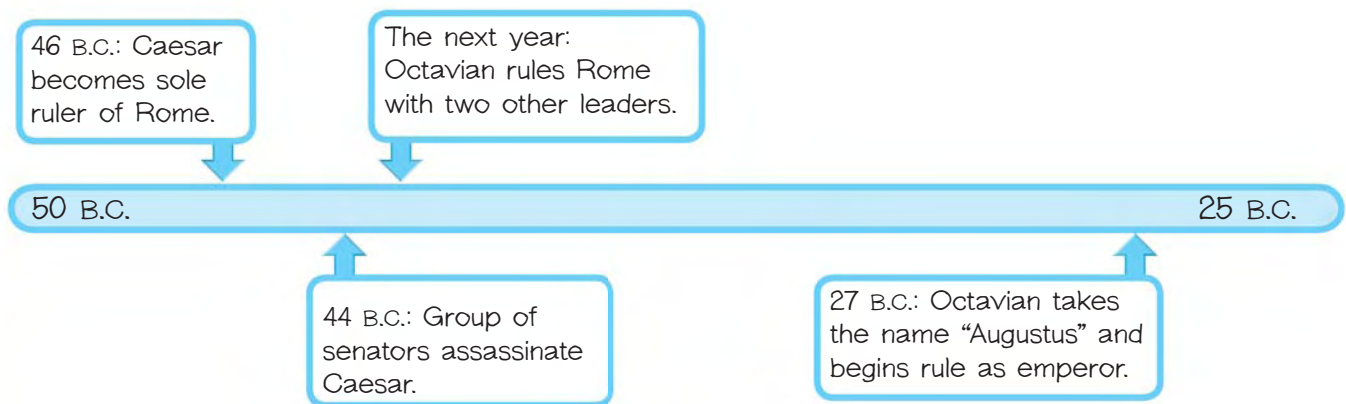 46 B.C.: Caesar
becomes sole
ruler of Rome.
The next year:
Octavian rules Rome
with two other leaders.
50 B.C.
25 B.C.
44 B.C.: Group of
senators assassinate
Caesar.
27 B.C.: Octavian takes
the name “Augustus” and
begins rule as emperor.